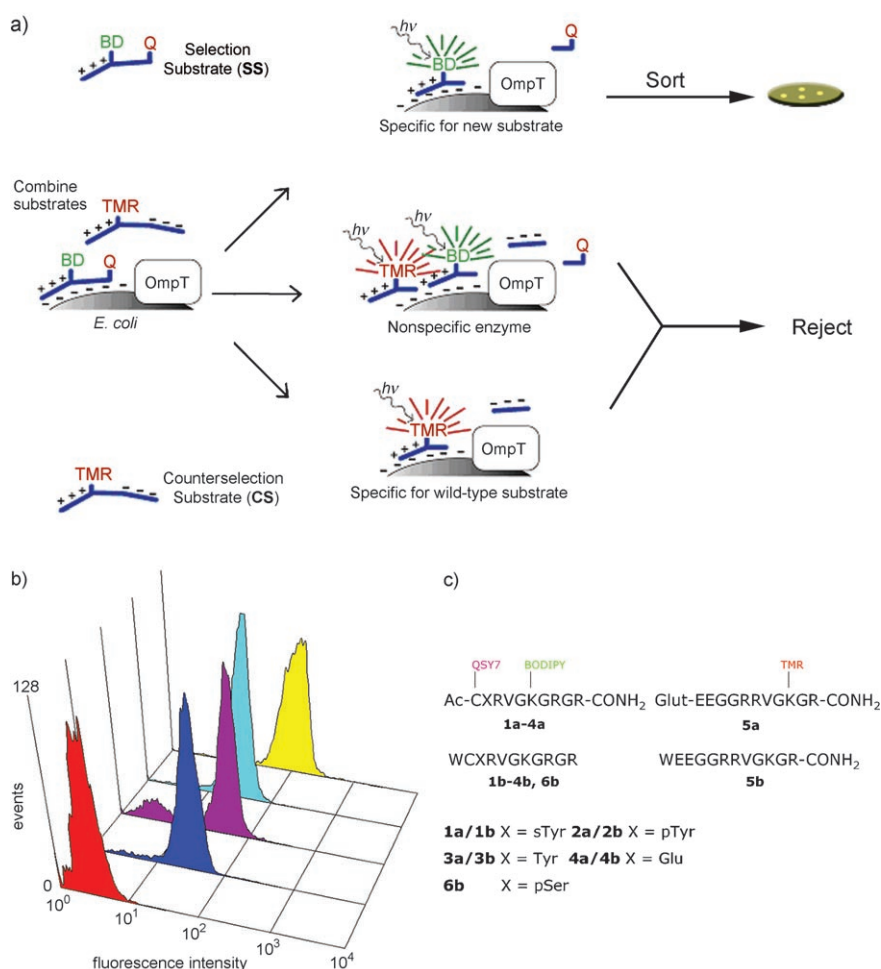 a)
BD Q
Selection
Substrate (SS)
hν
BD
Q
+++
- - - - -
OmpT
Specific for new substrate
Sort
Combine
substrates
TMR
+++ - - -
BD Q
+++
- - - - -
OmpT
E. coli
hν hν
TMR BD
- - -
Q
+++ +++
- - - - -
OmpT
Nonspecific enzyme
Reject
hν
TMR
- - -
+++
- - - - -
OmpT
Specific for wild-type substrate
TMR
+++ - - -
Counterselection
Substrate (CS)
b)
128
events
0
10⁰ 10¹ 10² 10³ 10⁴
fluorescence intensity
c)
QSY7 BODIPY
Ac-CXRVGKGRGR-CONH₂
1a-4a
TMR
Glut-EEGGRRVGKGR-CONH₂
5a
WCXRVGKGRGR
1b-4b, 6b
WEEGGRRVGKGR-CONH₂
5b
1a/1b X = sTyr 2a/2b X = pTyr
3a/3b X = Tyr 4a/4b X = Glu
6b X = pSer